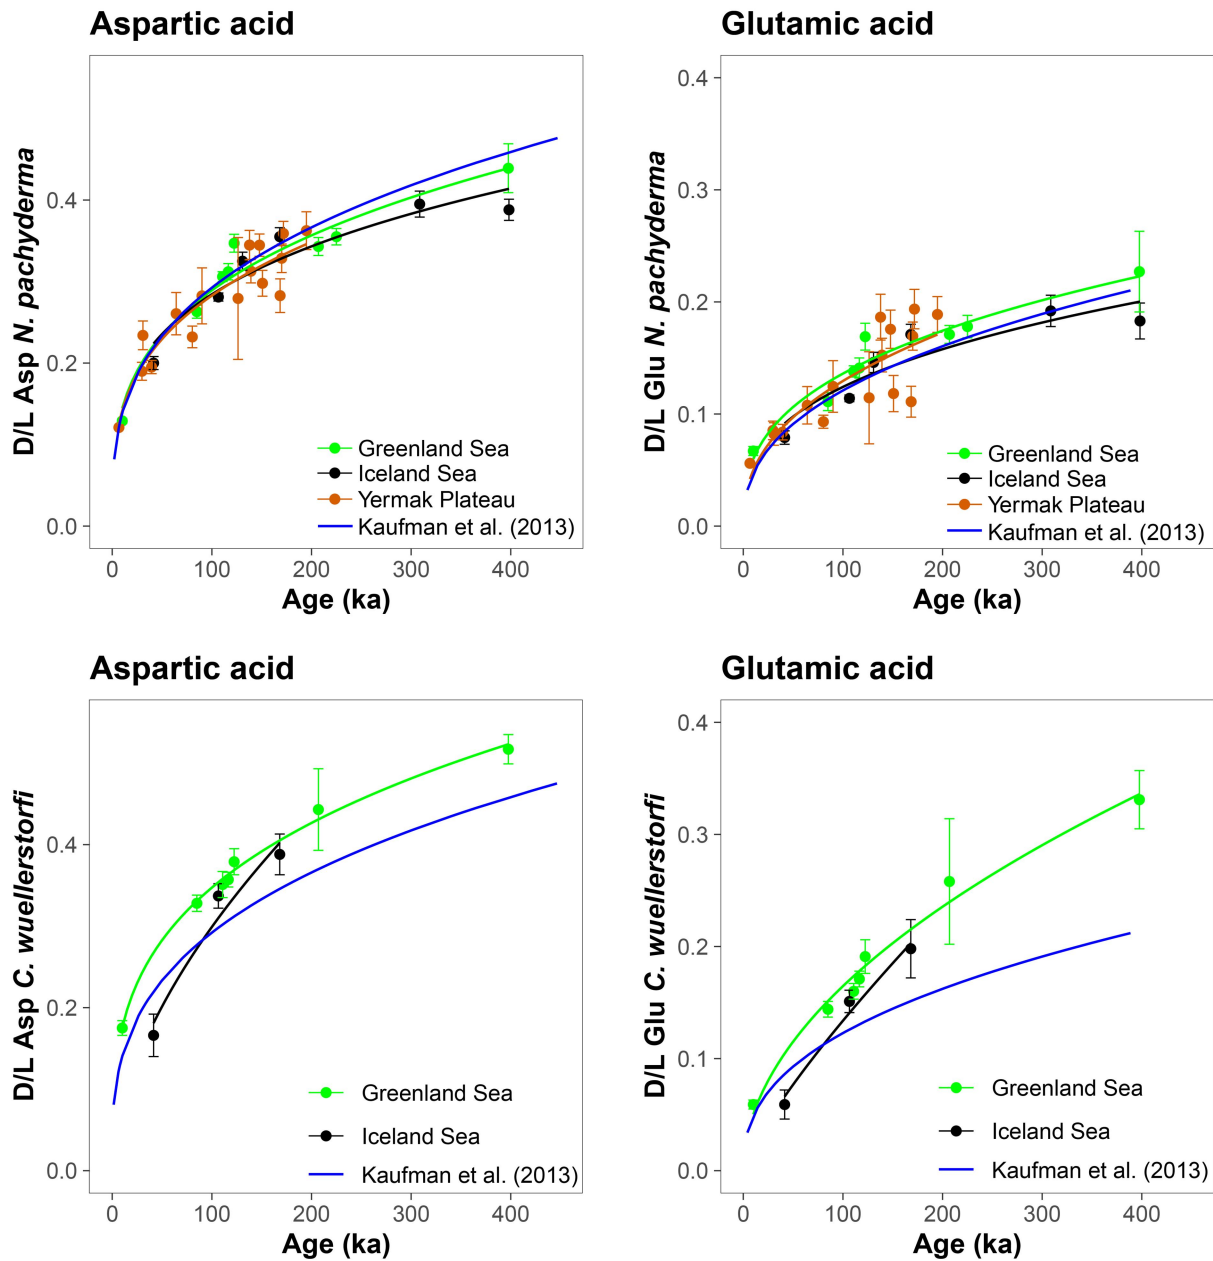 Aspartic acid
D/L Asp N. pachyderma
0.4
0.2
0.0
Greenland Sea
Iceland Sea
Yermak Plateau
Kaufman et al. (2013)
0 100 200 300 400
Age (ka)
Glutamic acid
D/L Glu N. pachyderma
0.4
0.3
0.2
0.1
0.0
Greenland Sea
Iceland Sea
Yermak Plateau
Kaufman et al. (2013)
0 100 200 300 400
Age (ka)
Aspartic acid
D/L Asp C. wuellerstorfi
0.4
0.2
0.0
Greenland Sea
Iceland Sea
Kaufman et al. (2013)
0 100 200 300 400
Age (ka)
Glutamic acid
D/L Glu C. wuellerstorfi
0.4
0.3
0.2
0.1
0.0
Greenland Sea
Iceland Sea
Kaufman et al. (2013)
0 100 200 300 400
Age (ka)